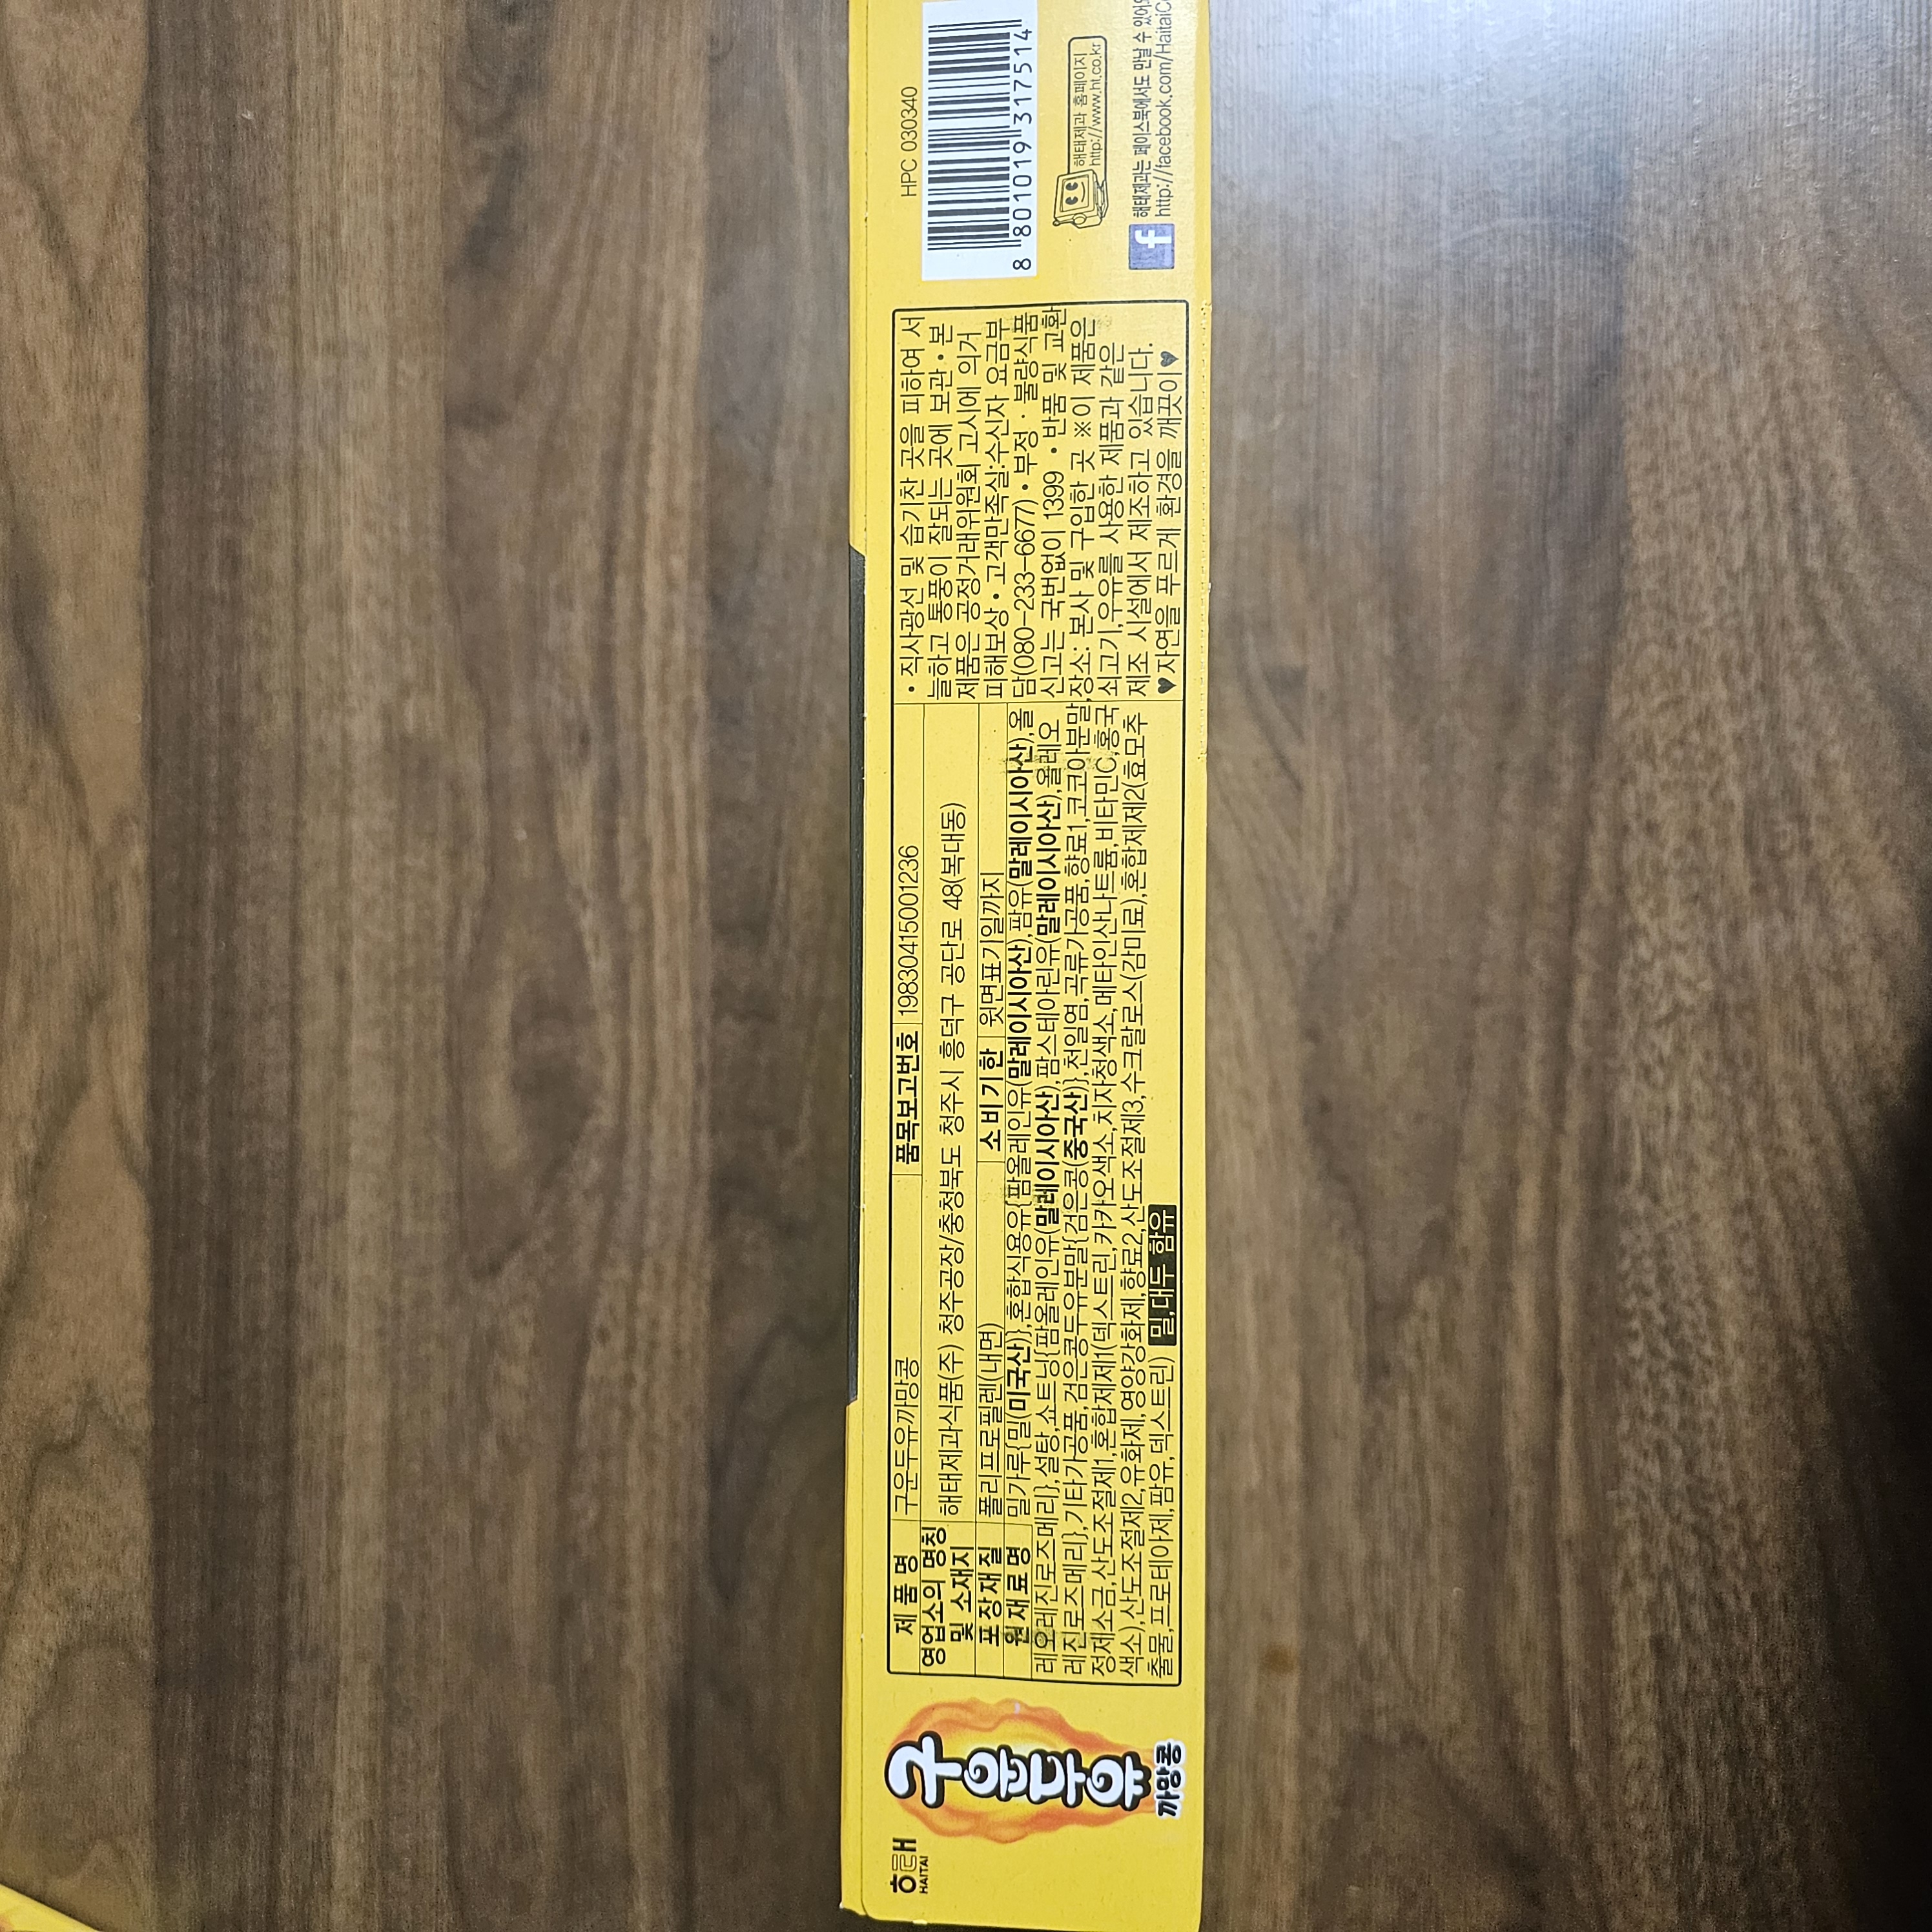 해태
HAITAI
구운두유
까망콩
제 품 명 구운두유까망콩 품목보고번호 19830415001236
영업소의 명칭 및 소재지 해태제과식품(주) 청주공장/충청북도 청주시 흥덕구 공단로 48(복대동)
포 장 재 질 폴리프로필렌(내면) 소 비 기 한 윗면표기일까지
원 재 료 명 밀가루{밀(미국산)},혼합식용유{팜올레인유(말레이시아산),팜유(말레이시아산),올
레오레진로즈메리},설탕,쇼트닝{팜올레인유(말레이시아산),팜스테아린유(말레이시아산),올레오
레진로즈메리},기타가공품,검은콩두유분말{검은콩(중국산)},천일염,곡류가공품,향료1,코코아분말,
정제소금,산도조절제1,혼합제제1(덱스트린,카카오색소,치자청색소,메타인산나트륨,비타민C,홍국
색소),산도조절제2,유화제,영양강화제,향료2,산도조절제3,수크랄로스(감미료),혼합제제2(효모추
출물,프로테아제,팜유,덱스트린) 밀,대두 함유
• 직사광선 및 습기찬 곳을 피하여 서
늘하고 통풍이 잘되는 곳에 보관 • 본
제품은 공정거래위원회 고시에 의거
피해보상 • 고객만족실:수신자 요금부
담(080-233-6677) • 부정 · 불량식품
신고는 국번없이 1399 • 반품 및 교환
장소: 본사 및 구입한 곳 ※이 제품은
쇠고기,우유를 사용한 제품과 같은
제조 시설에서 제조하고 있습니다.
♥자연을 푸르게 환경을 깨끗이♥
HPC 030340
8 801019 317514
해태제과 홈페이지
http://www.ht.co.kr
해태제과는 페이스북에서도 만날 수
http://facebook.com/HaitaiC